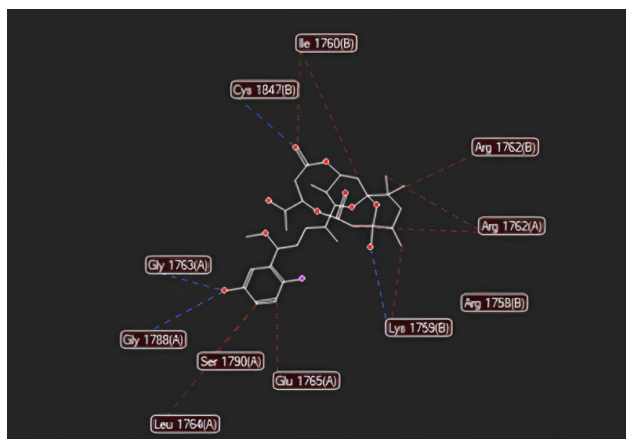 Ile 1760(B)
Cys 1847(B)
Arg 1762(B)
Arg 1762(A)
Gly 1763(A)
Arg 1758(B)
Lys 1759(B)
Gly 1788(A)
Ser 1790(A)
Glu 1765(A)
Leu 1764(A)